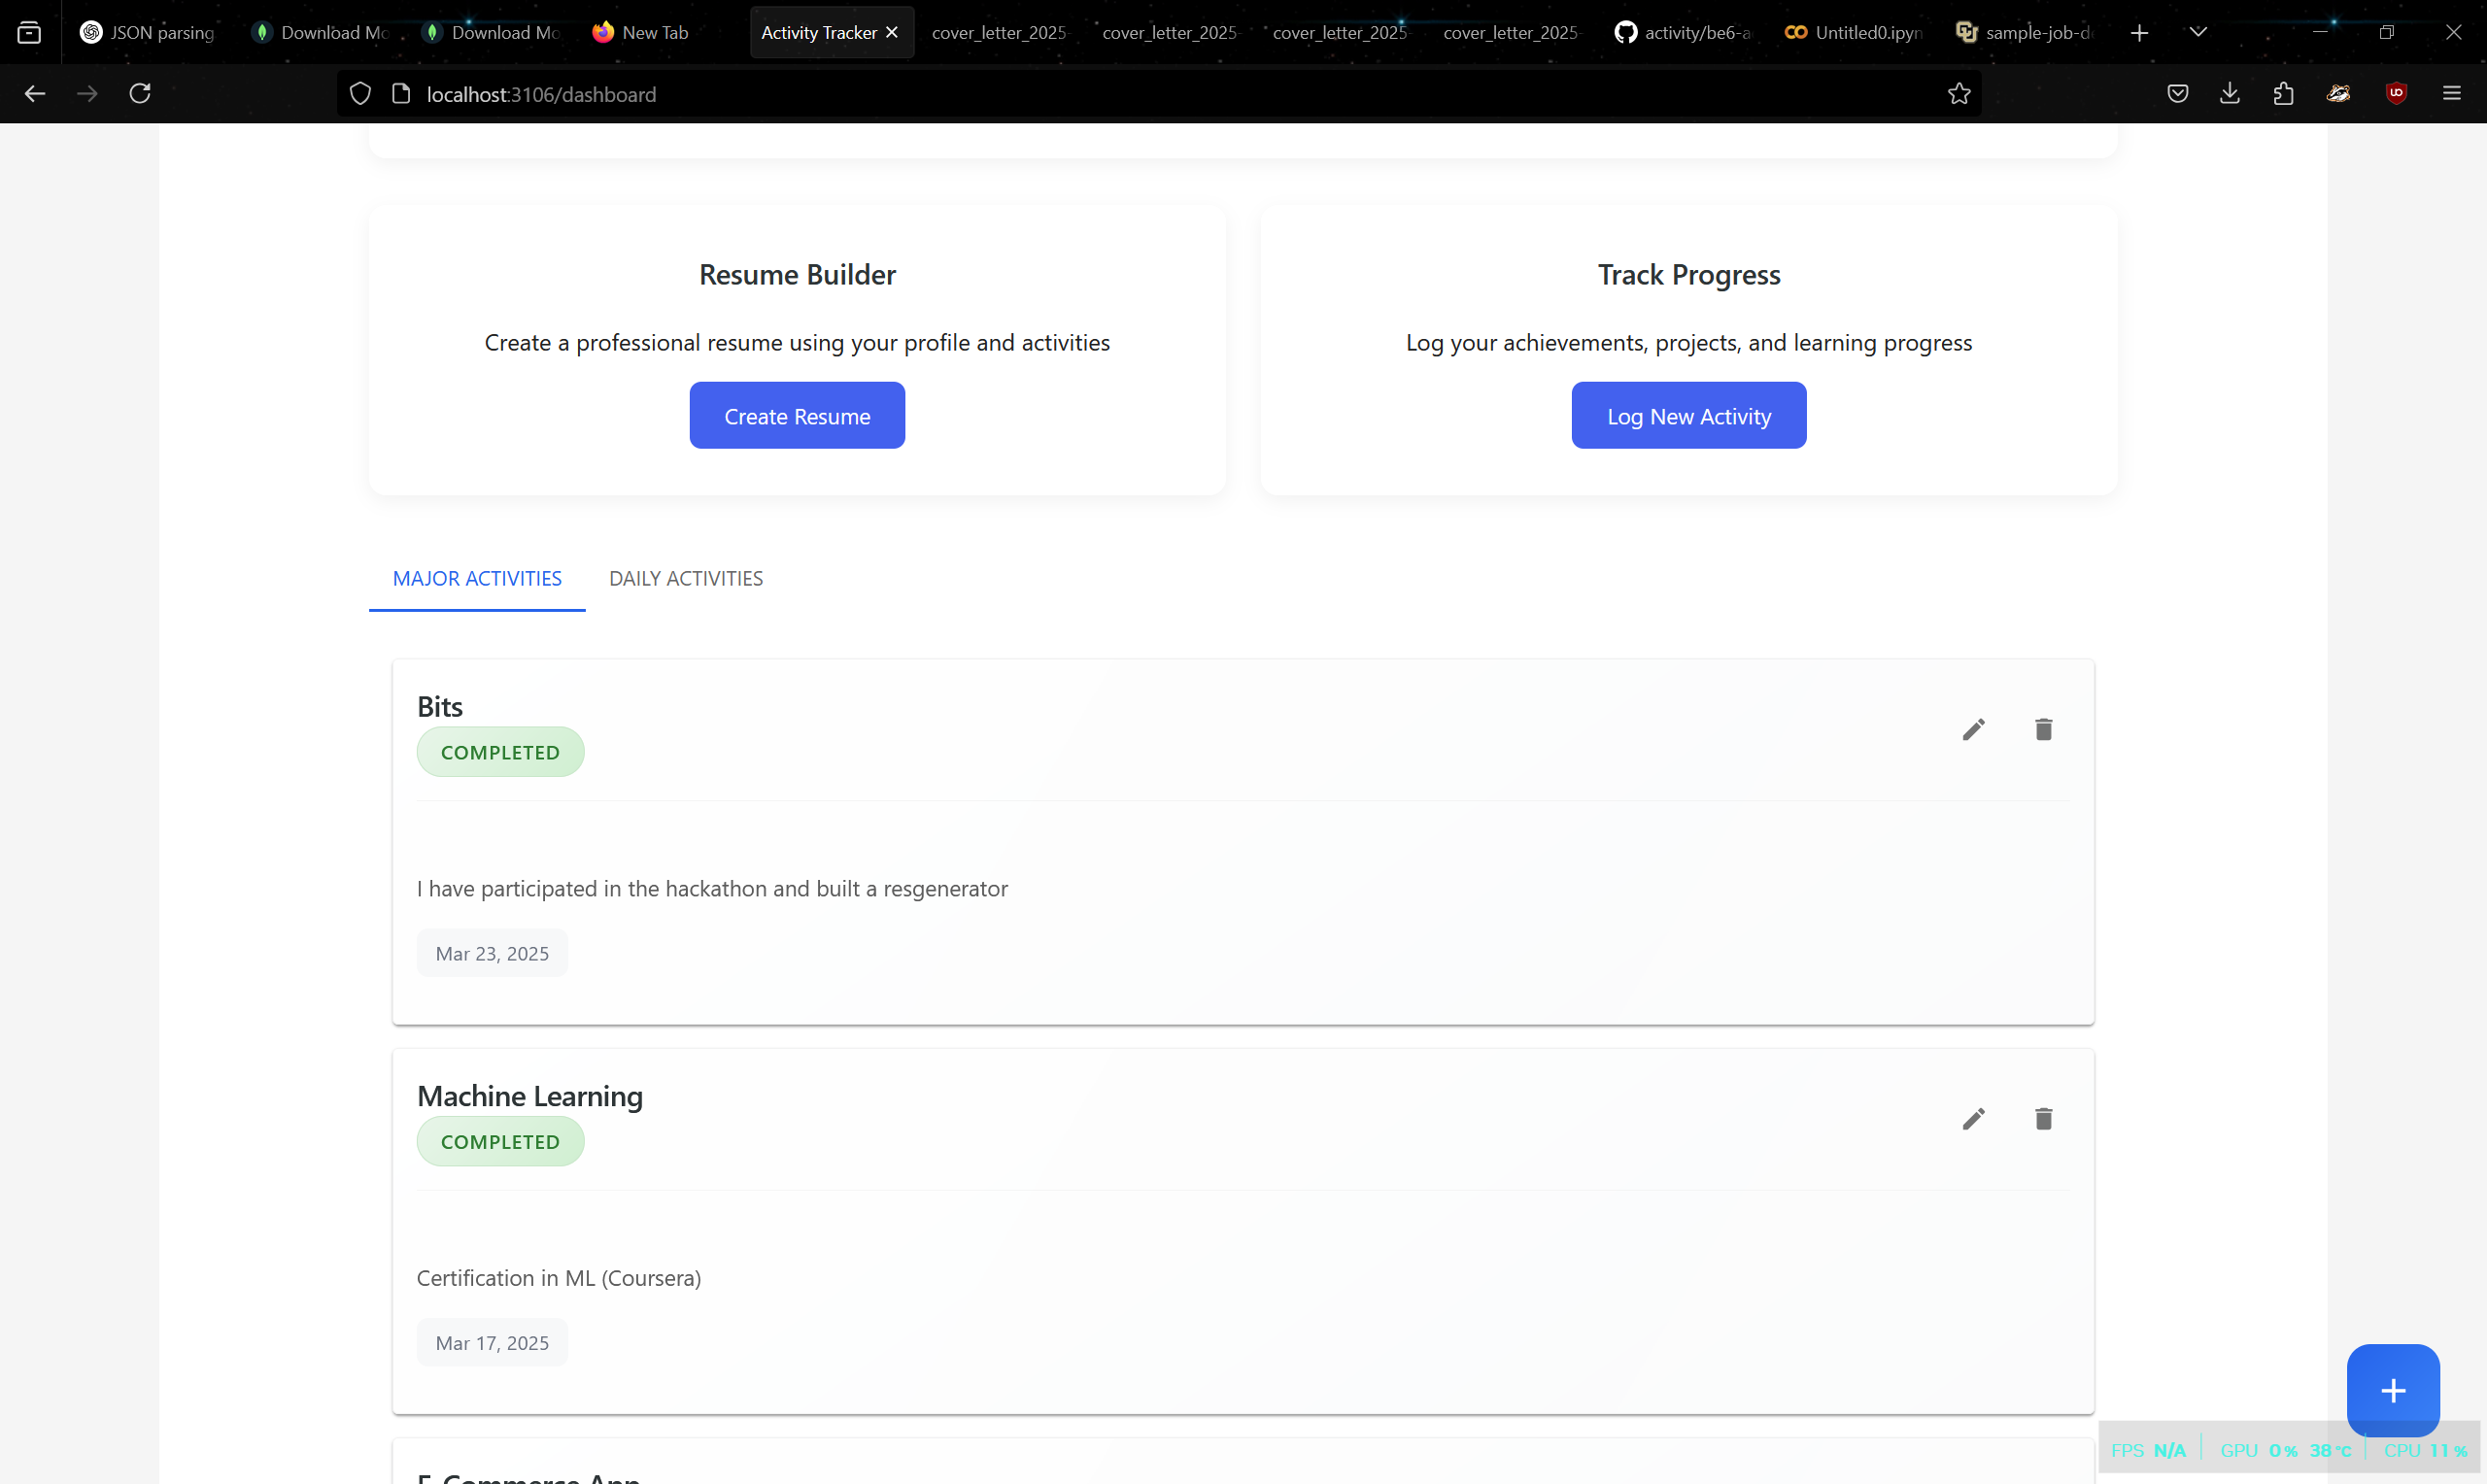 JSON parsing
Download Mo
Download Mo
New Tab
Activity Tracker
cover_letter_2025-
cover_letter_2025-
cover_letter_2025-
cover_letter_2025-
activity/be6-a
Untitled0.ipyn
sample-job-de
localhost:3106/dashboard
Resume Builder
Create a professional resume using your profile and activities
Create Resume
Track Progress
Log your achievements, projects, and learning progress
Log New Activity
MAJOR ACTIVITIES DAILY ACTIVITIES
Bits
COMPLETED
I have participated in the hackathon and built a resgenerator
Mar 23, 2025
Machine Learning
COMPLETED
Certification in ML (Coursera)
Mar 17, 2025
E-Commerce App
FPS N/A GPU 0% 38°C CPU 11%